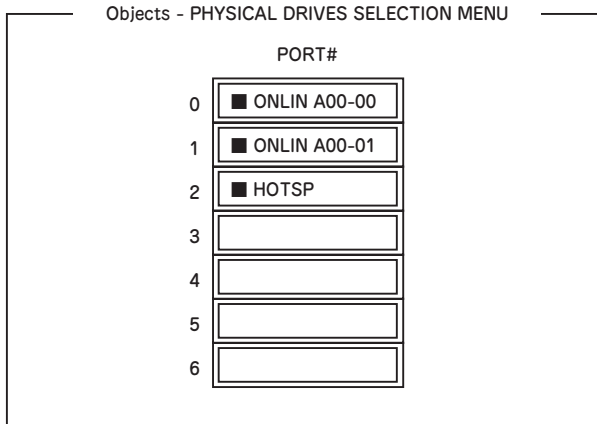 Objects - PHYSICAL DRIVES SELECTION MENU
PORT#
0 ■ ONLIN A00-00
1 ■ ONLIN A00-01
2 ■ HOTSP
3
4
5
6